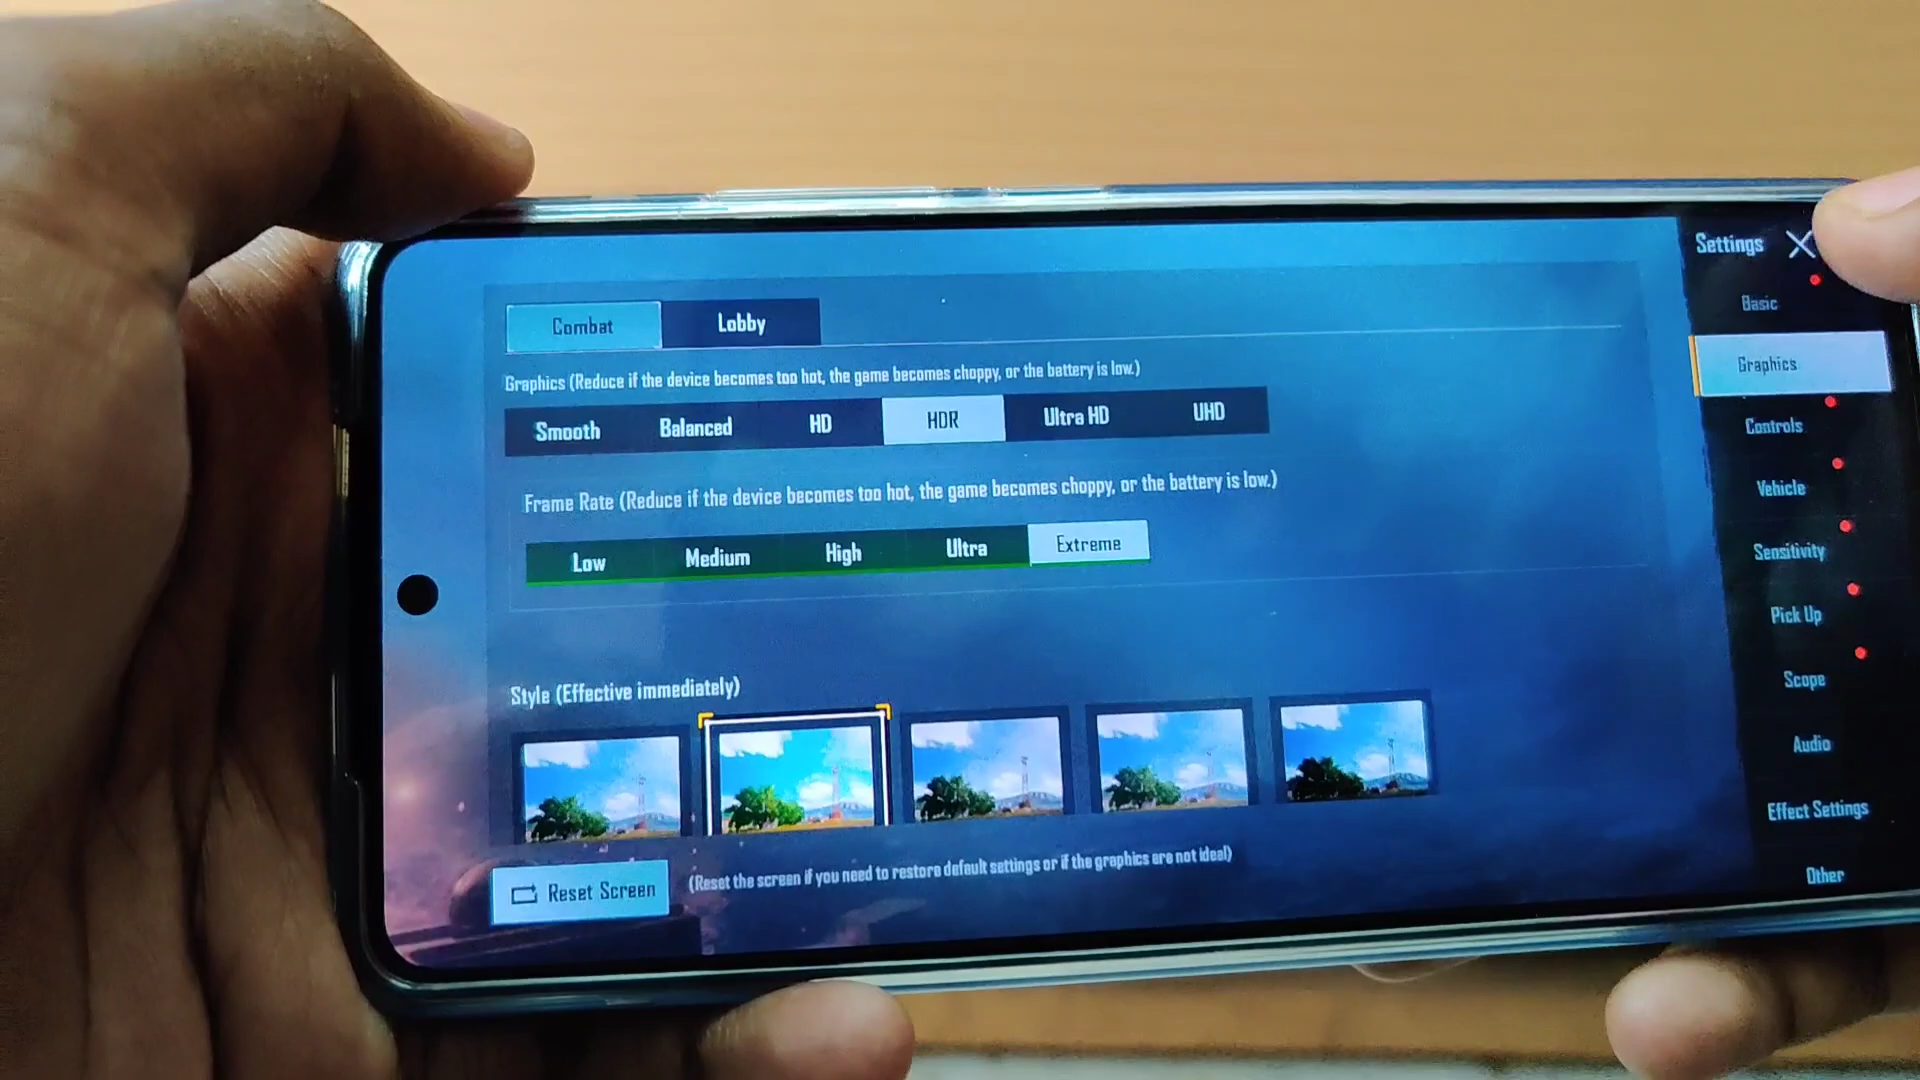 Settings
Combat
Lobby
Graphics (Reduce if the device becomes too hot, the game becomes choppy, or the battery is low.)
Smooth
Balanced
HD
HDR
Ultra HD
UHD
Frame Rate (Reduce if the device becomes too hot, the game becomes choppy, or the battery is low.)
Low
Medium
High
Ultra
Extreme
Style (Effective immediately)
Reset Screen
(Reset the screen if you need to restore default settings or if the graphics are not ideal)
Basic
Graphics
Controls
Vehicle
Sensitivity
Pick Up
Scope
Audio
Effect Settings
Other